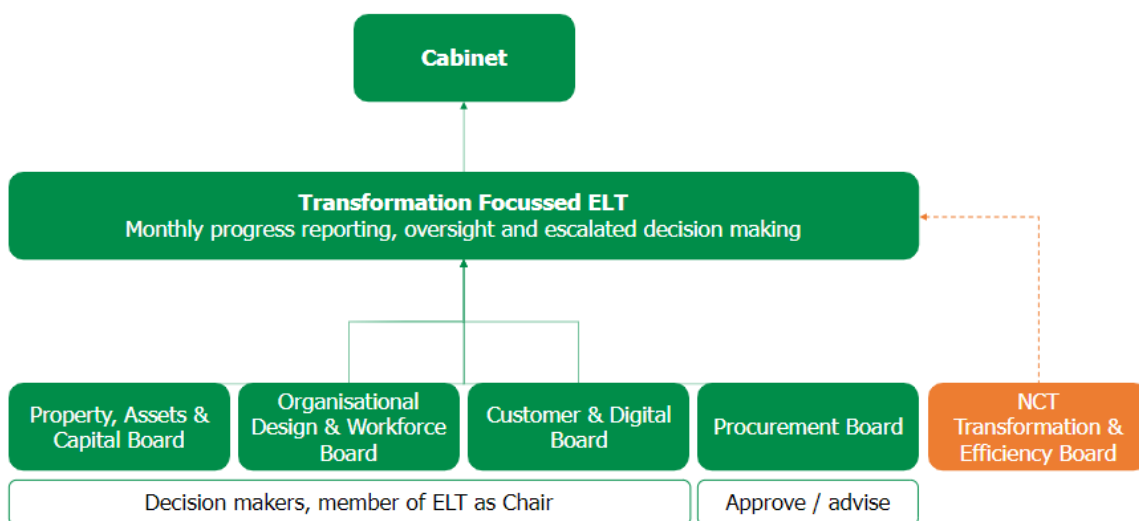 Cabinet
Transformation Focussed ELT
Monthly progress reporting, oversight and escalated decision making
Property, Assets &
Capital Board
Organisational
Design & Workforce
Board
Customer & Digital
Board
Procurement Board
NCT
Transformation &
Efficiency Board
Decision makers, member of ELT as Chair
Approve / advise